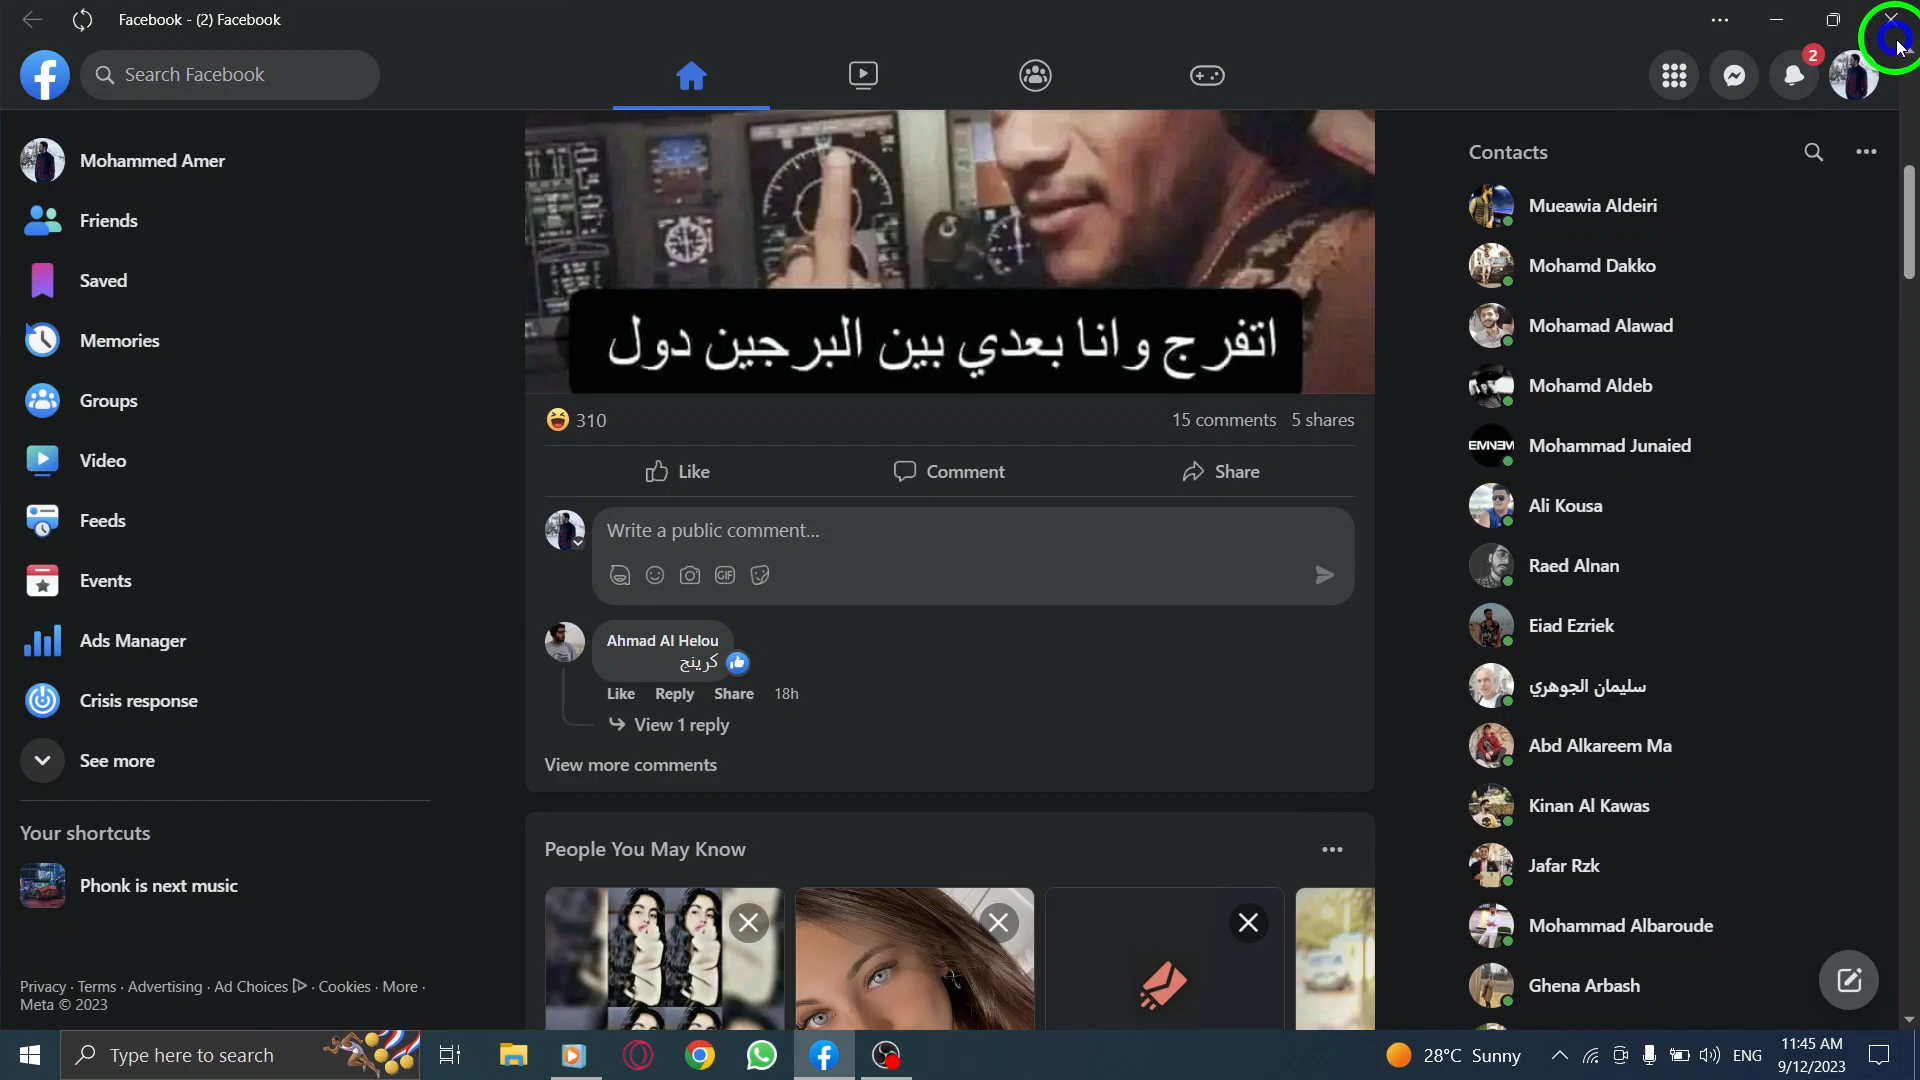 Facebook - (2) Facebook
Search Facebook
2
Mohammed Amer
Friends
Saved
Memories
Groups
Video
Feeds
Events
Ads Manager
Crisis response
See more
Your shortcuts
Phonk is next music
Privacy · Terms · Advertising · Ad Choices · Cookies · More ·
Meta © 2023
اتفرج وانا بعدي بين البرجين دول
310
15 comments 5 shares
Like Comment Share
Write a public comment...
GIF
Ahmad Al Helou
كرينج
Like Reply Share 18h
View 1 reply
View more comments
People You May Know
Contacts
Mueawia Aldeiri
Mohamd Dakko
Mohamad Alawad
Mohamd Aldeb
EMINEM
Mohammad Junaied
Ali Kousa
Raed Alnan
Eiad Ezriek
سليمان الجوهري
Abd Alkareem Ma
Kinan Al Kawas
Jafar Rzk
Mohammad Albaroude
Ghena Arbash
Type here to search
28°C Sunny
ENG
11:45 AM
9/12/2023